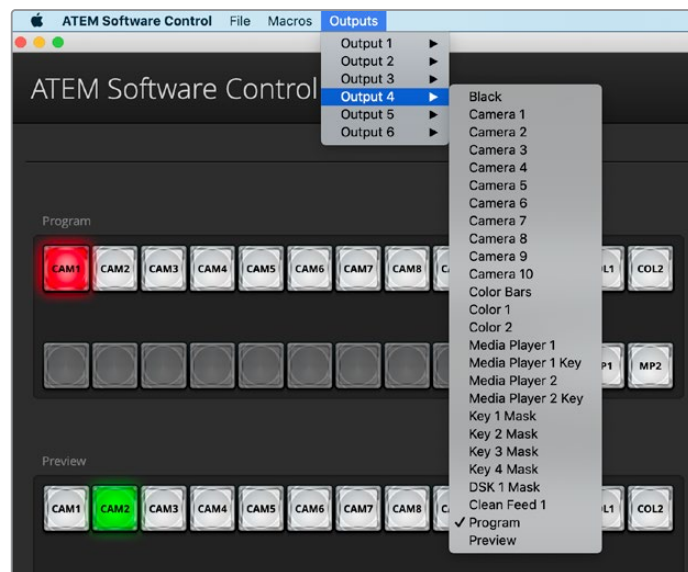 ATEM Software Control File Macros Outputs
Output 1
Output 2
Output 3
Output 4
Output 5
Output 6
ATEM Software Control
Black
Camera 1
Camera 2
Camera 3
Camera 4
Camera 5
Camera 6
Camera 7
Camera 8
Camera 9
Camera 10
Color Bars
Color 1
Color 2
Media Player 1
Media Player 1 Key
Media Player 2
Media Player 2 Key
Key 1 Mask
Key 2 Mask
Key 3 Mask
Key 4 Mask
DSK 1 Mask
Clean Feed 1
✓ Program
Preview
Program
CAM1 CAM2 CAM3 CAM4 CAM5 CAM6 CAM7 CAM8 COL2
MP2
Preview
CAM1 CAM2 CAM3 CAM4 CAM5 CAM6 CAM7 CAM8 COL2